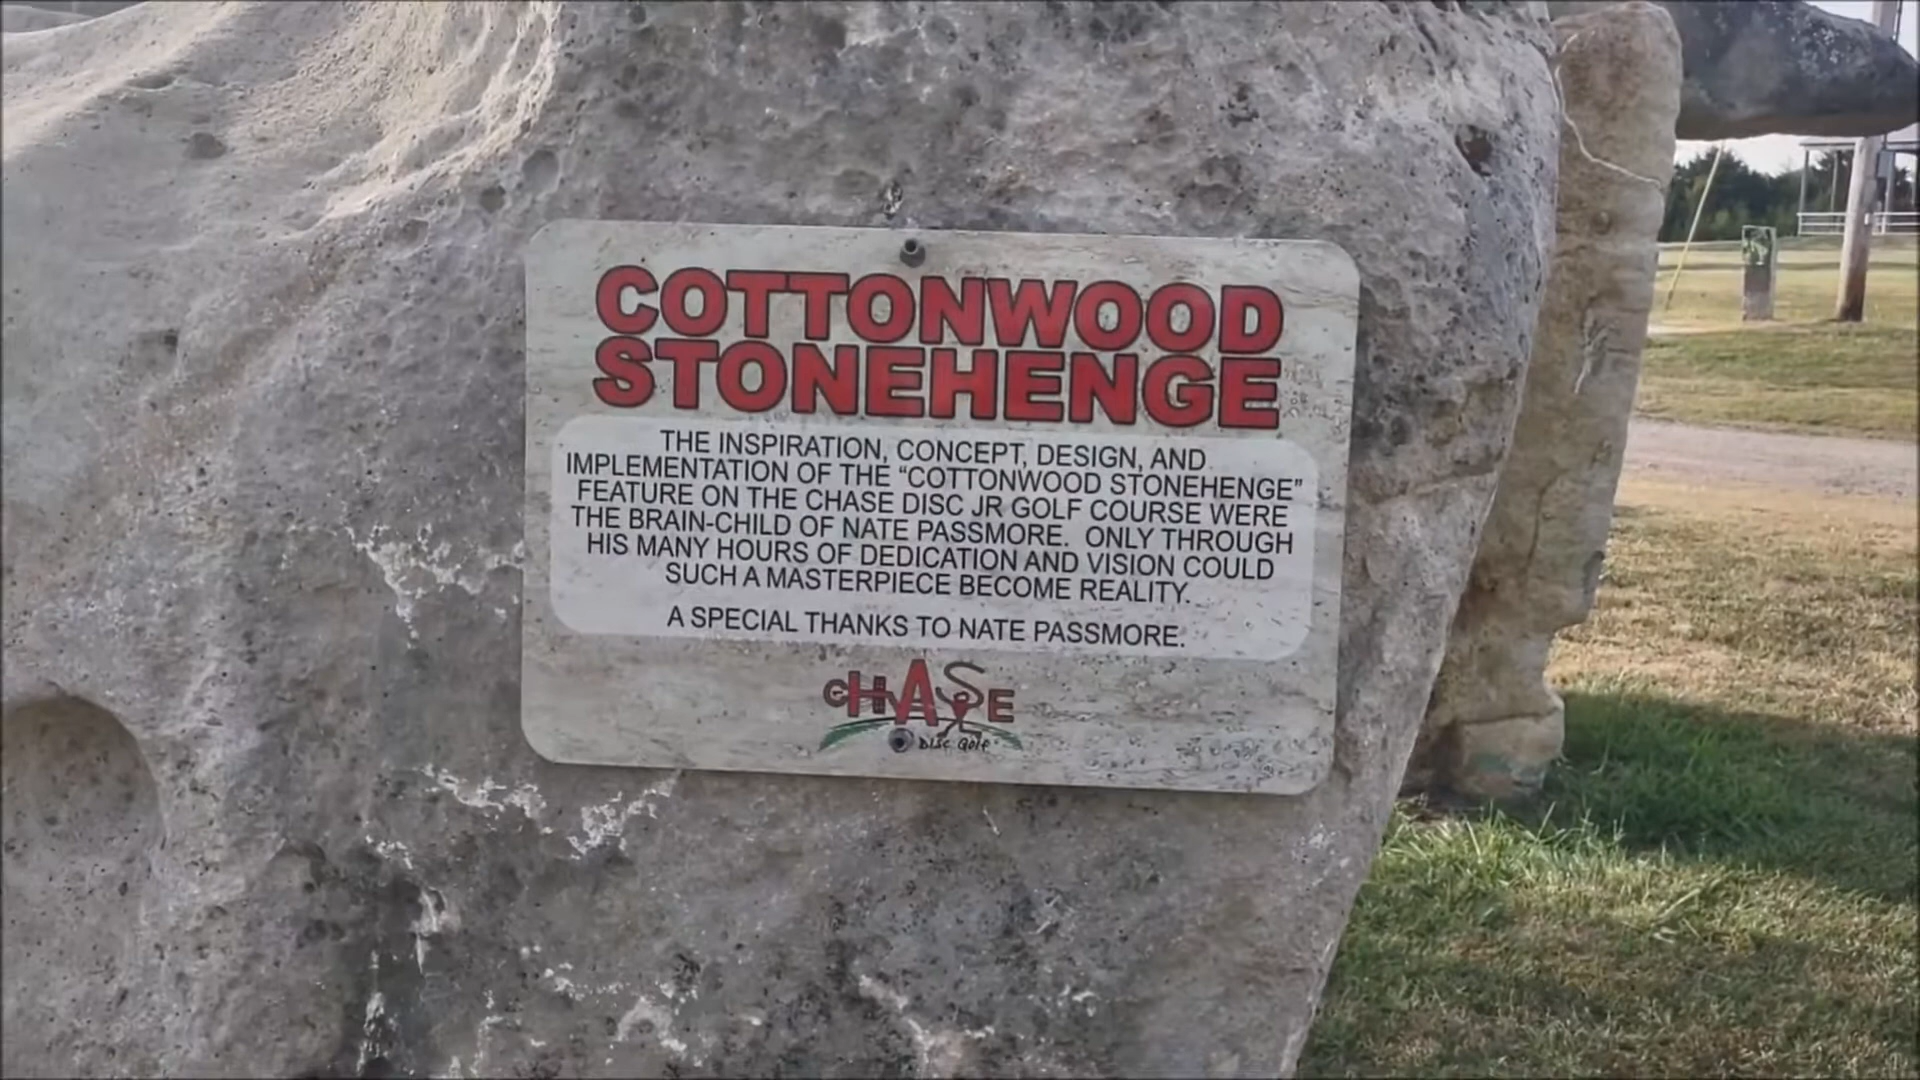 COTTONWOOD
STONEHENGE
THE INSPIRATION, CONCEPT, DESIGN, AND
IMPLEMENTATION OF THE “COTTONWOOD STONEHENGE”
FEATURE ON THE CHASE DISC JR GOLF COURSE WERE
THE BRAIN-CHILD OF NATE PASSMORE. ONLY THROUGH
HIS MANY HOURS OF DEDICATION AND VISION COULD
SUCH A MASTERPIECE BECOME REALITY.
A SPECIAL THANKS TO NATE PASSMORE.
CHASE
DISC GOLF